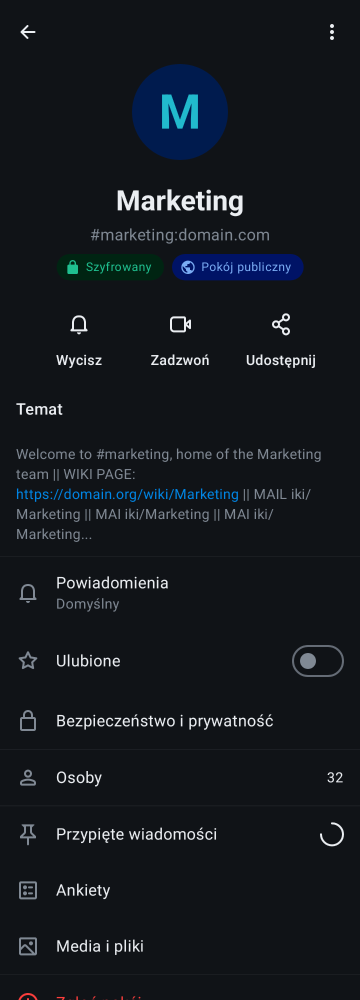 M
Marketing
#marketing:domain.com
Szyfrowany
Pokój publiczny
Wycisz
Zadzwoń
Udostępnij
Temat
Welcome to #marketing, home of the Marketing
team || WIKI PAGE:
https://domain.org/wiki/Marketing || MAIL iki/
Marketing || MAI iki/Marketing || MAI iki/
Marketing...
Powiadomienia
Domyślny
Ulubione
Bezpieczeństwo i prywatność
Osoby
32
Przypięte wiadomości
Ankiety
Media i pliki